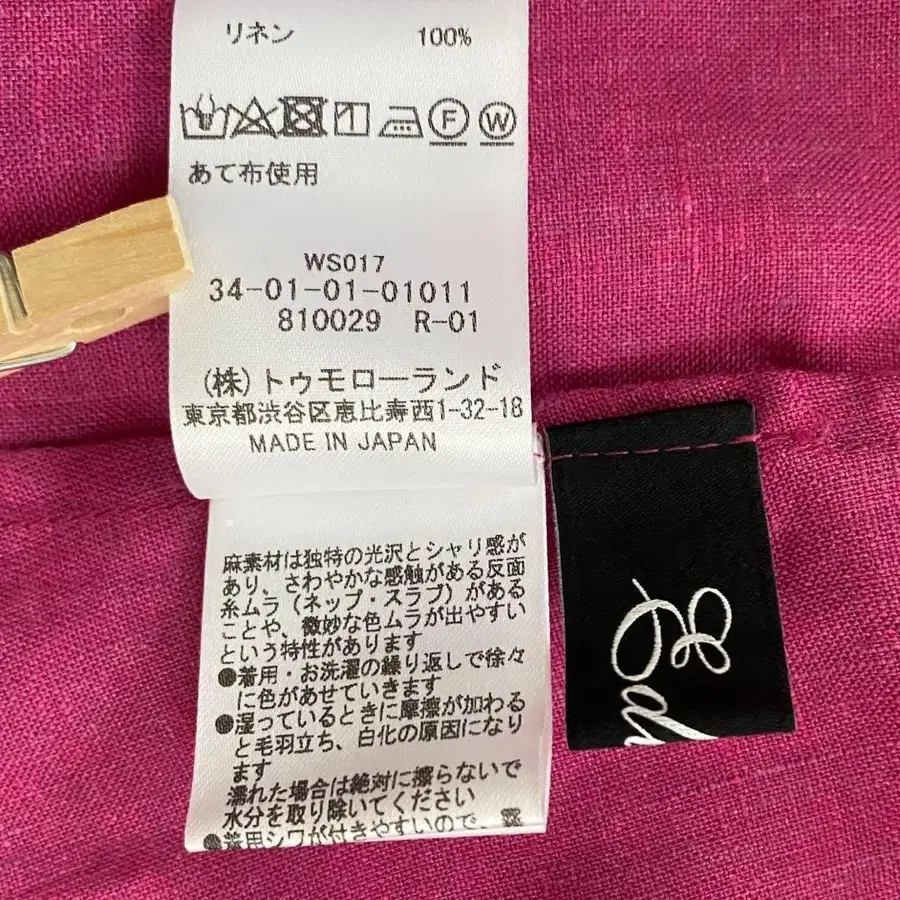 リネン 100%
F W
あて布使用
WS017
34-01-01-01011
810029 R-01
(株)トゥモローランド
東京都渋谷区恵比寿西1-32-18
MADE IN JAPAN
麻素材は独特の光沢とシャリ感が
あり、さわやかな感触がある反面
糸ムラ(ネップ・スラブ)がある
ことや、微妙な色ムラが出やすい
という特性があります
●着用・お洗濯の繰り返しで徐々
に色があせていきます
●湿っているときに摩擦が加わる
と毛羽立ち、白化の原因になり
ます
濡れた場合は絶対に擦らないで
水分を取り除いてください
●着用シワが付きやすいので、